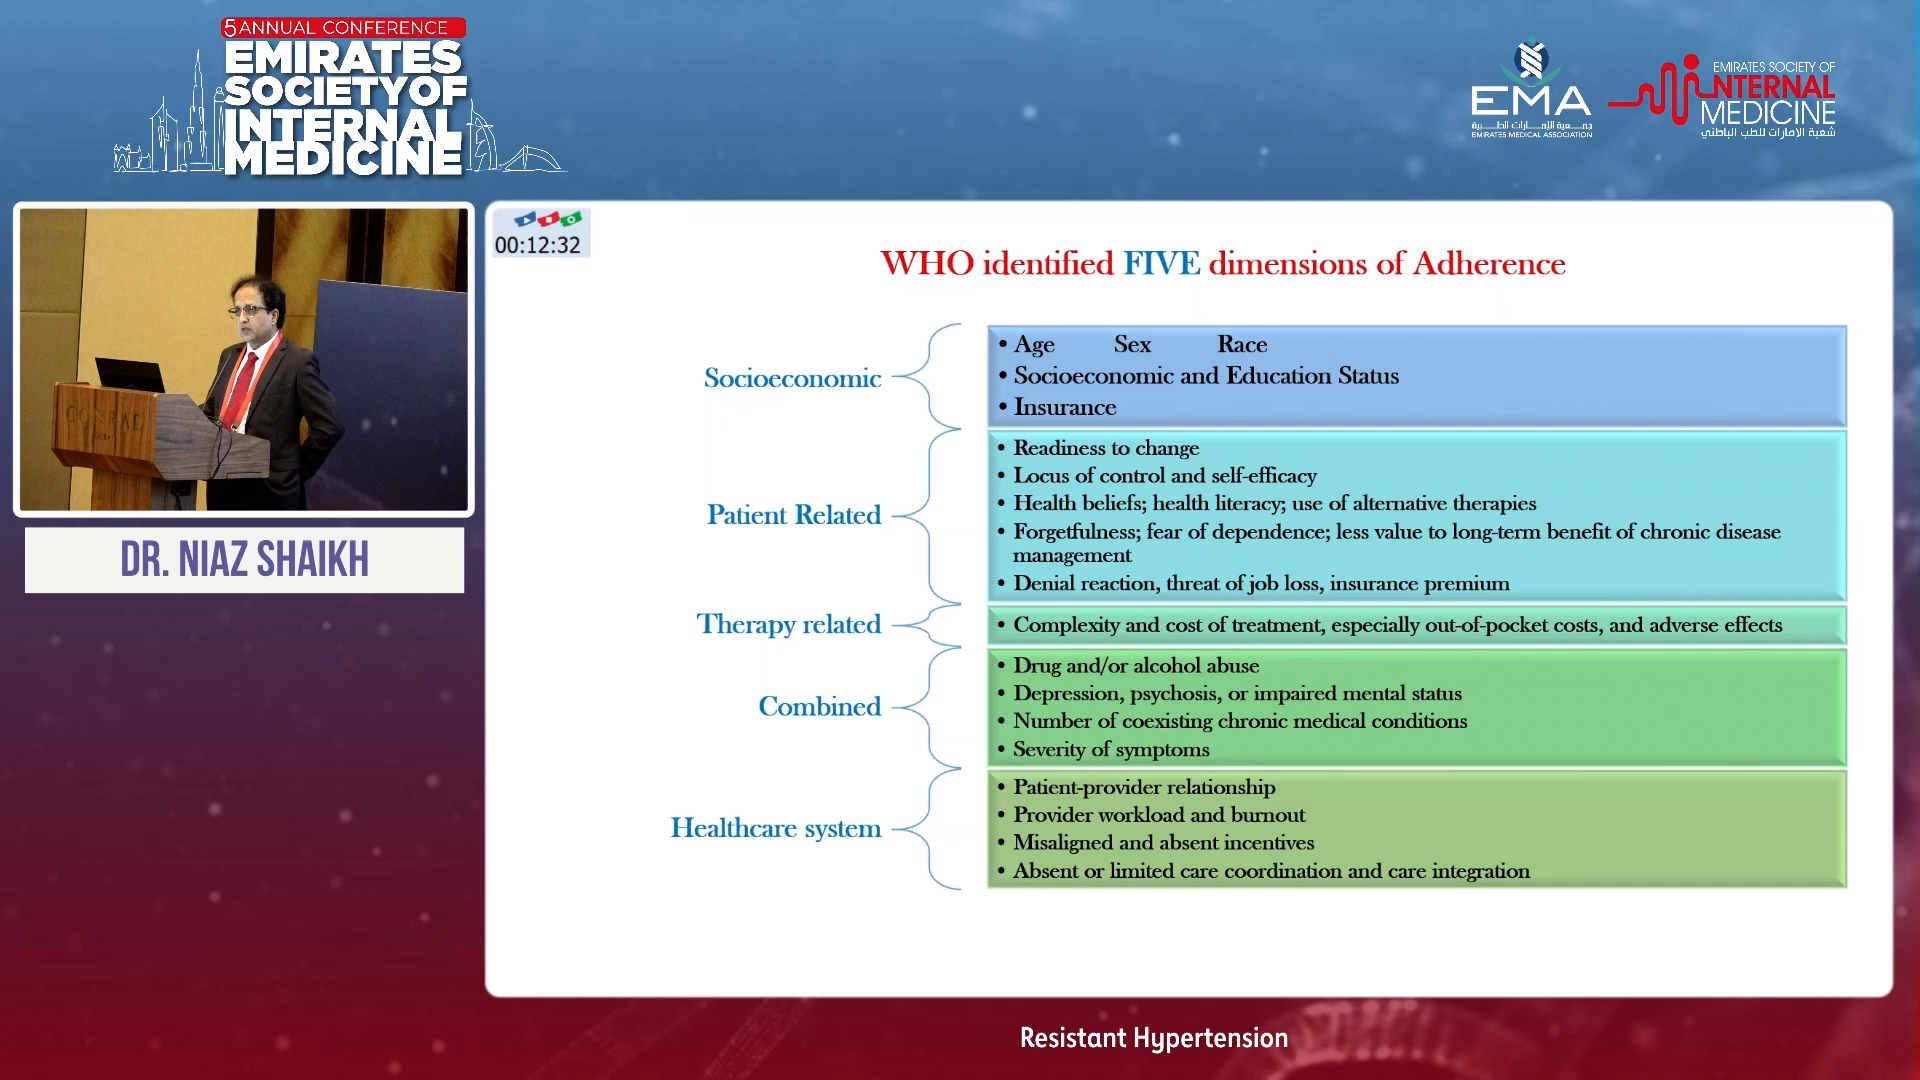 5 ANNUAL CONFERENCE
EMIRATES
SOCIETY OF
INTERNAL
MEDICINE
EMA
جمعية الإمارات الطبية
EMIRATES MEDICAL ASSOCIATION
EMIRATES SOCIETY OF
INTERNAL
MEDICINE
شعبة الإمارات للطب الباطني
CONRAD
DR. NIAZ SHAIKH
00:12:32
WHO identified FIVE dimensions of Adherence
Socioeconomic
• Age Sex Race
• Socioeconomic and Education Status
• Insurance
Patient Related
• Readiness to change
• Locus of control and self-efficacy
• Health beliefs; health literacy; use of alternative therapies
• Forgetfulness; fear of dependence; less value to long-term benefit of chronic disease
management
• Denial reaction, threat of job loss, insurance premium
Therapy related
• Complexity and cost of treatment, especially out-of-pocket costs, and adverse effects
Combined
• Drug and/or alcohol abuse
• Depression, psychosis, or impaired mental status
• Number of coexisting chronic medical conditions
• Severity of symptoms
Healthcare system
• Patient-provider relationship
• Provider workload and burnout
• Misaligned and absent incentives
• Absent or limited care coordination and care integration
Resistant Hypertension